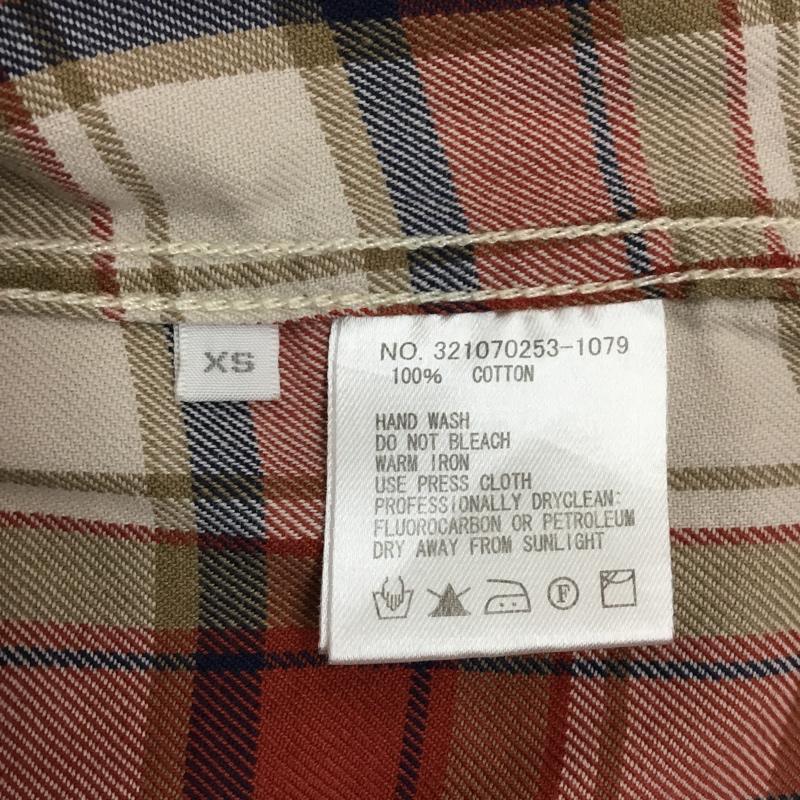 XS
NO. 321070253-1079
100% COTTON
HAND WASH
DO NOT BLEACH
WARM IRON
USE PRESS CLOTH
PROFESSIONALLY DRYCLEAN:
FLUOROCARBON OR PETROLEUM
DRY AWAY FROM SUNLIGHT
F